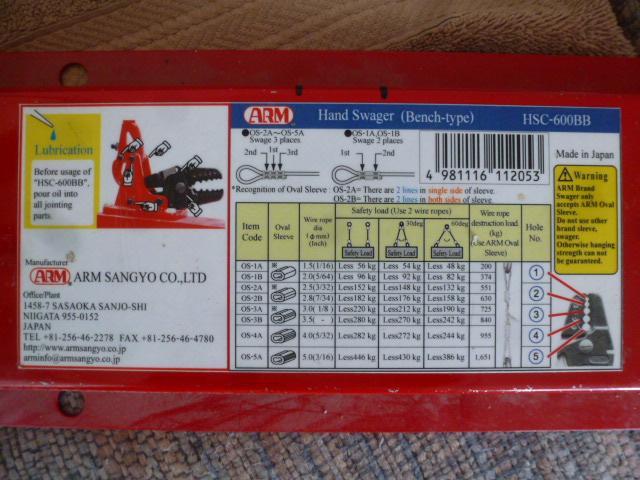 Lubrication
Before usage of
"HSC-600BB",
pour oil into
all jointing
parts.
Manufacturer
ARM ARM SANGYO CO.,LTD
Office/Plant
1458-7 SASAOKA SANJO-SHI
NIIGATA 955-0152
JAPAN
TEL +81-256-46-2278 FAX +81-256-46-4780
http://www.armsangyo.co.jp
arminfo@armsangyo.co.jp
ARM Hand Swager (Bench-type) HSC-600BB
●OS-2A~OS-5A
Swage 3 places
2nd 1st 3rd
●OS-1A,OS-1B
Swage 2 places
2nd 1st
4 981116 112053
Made in Japan
*Recognition of Oval Sleeve OS-2A= There are 2 lines in single side of sleeve.
OS-2B= There are 2 lines in both sides of sleeve.
Warning
ARM Brand
Swager only
accepts ARM Oval
Sleeve.
Do not use other
brand sleeve,
swager.
Otherwise hanging
strength can not
be guaranteed.
Item Code Oval Sleeve Wire rope dia (φmm) (Inch) Safety load (Use 2 wire ropes) Wire rope destruction load (kg) (Use ARM Oval Sleeve) Hole No.
30deg 60deg
Safety Load Safety Load Safety Load
OS-1A ※ 1.5(1/16) Less 56 kg Less 54 kg Less 48 kg 200 ①
OS-1B 2.0(5/64) Less 96 kg Less 92 kg Less 82 kg 374
OS-2A ※ 2.5(3/32) Less152 kg Less148 kg Less132 kg 551 ②
OS-2B 2.8(7/34) Less182 kg Less176 kg Less158 kg 630
OS-3A ※ 3.0( 1/8 ) Less220 kg Less212 kg Less190 kg 725 ③
OS-3B 3.5( - ) Less280 kg Less270 kg Less242 kg 840
OS-4A 4.0(5/32) Less282 kg Less272 kg Less244 kg 955 ④
OS-5A 5.0(3/16) Less446 kg Less430 kg Less386 kg 1,651 ⑤